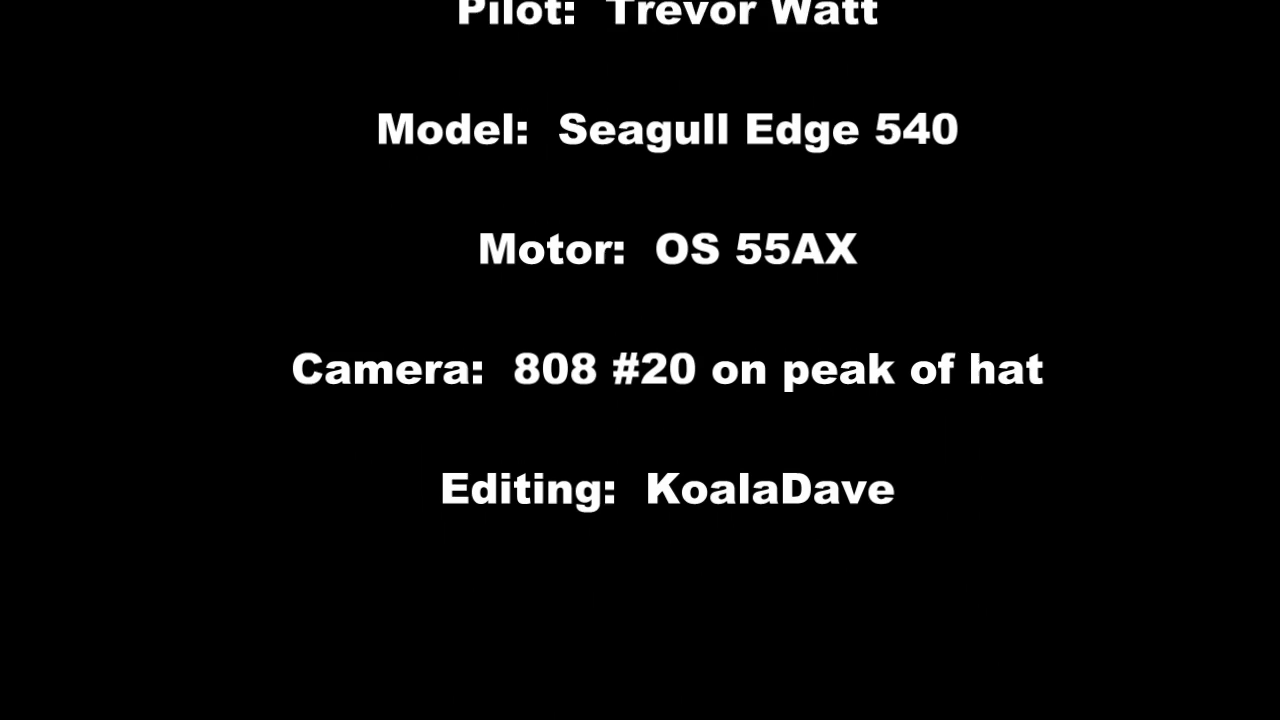 Pilot:  Trevor Watt
Model:  Seagull Edge 540
Motor:  OS 55AX
Camera:  808 #20 on peak of hat
Editing:  KoalaDave